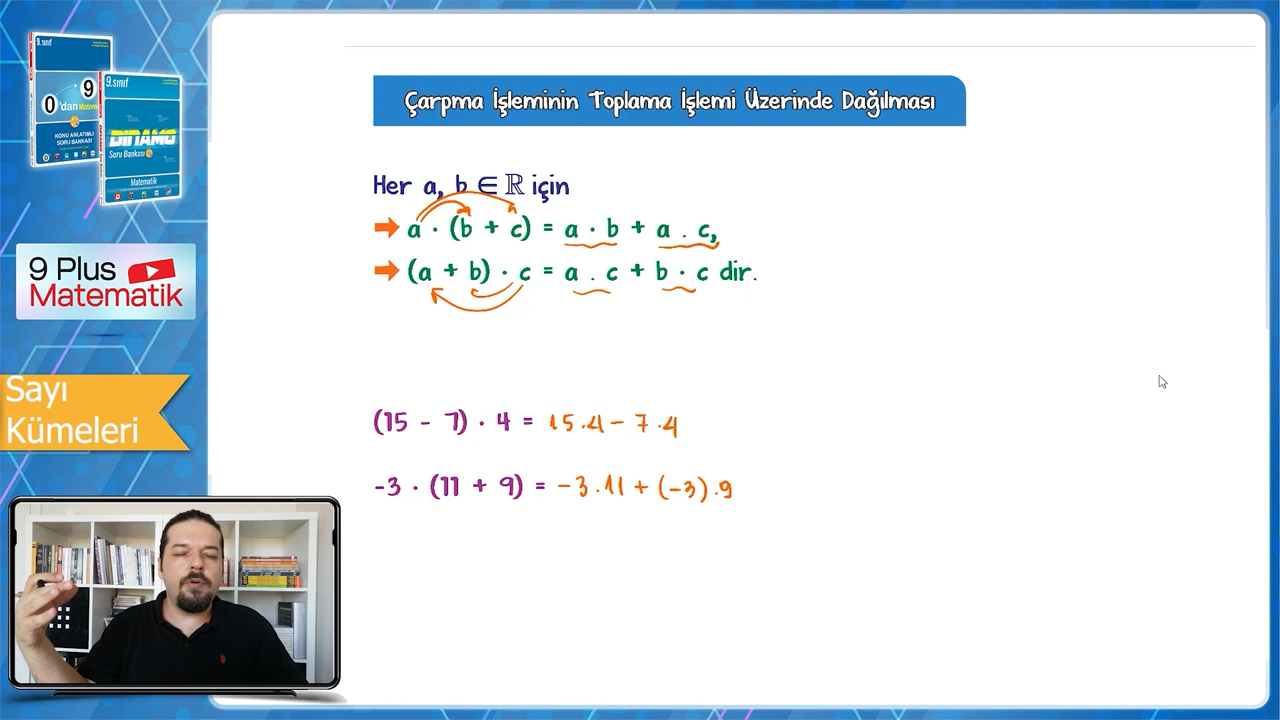 9.sınıf
0'dan 9
KONU ANLATIMLI
SORU BANKASI
9.sınıf
DİNAMO
Soru Bankası
Matematik
9 Plus
Matematik
Sayı
Kümeleri
Çarpma İşleminin Toplama İşlemi Üzerinde Dağılması
Her a, b ∈ ℝ için
➡ a · (b + c) = a · b + a . c,
➡ (a + b) · c = a . c + b · c dir.
(15 - 7) · 4 = 15.4 - 7.4
-3 · (11 + 9) = -3.11 + (-3).9